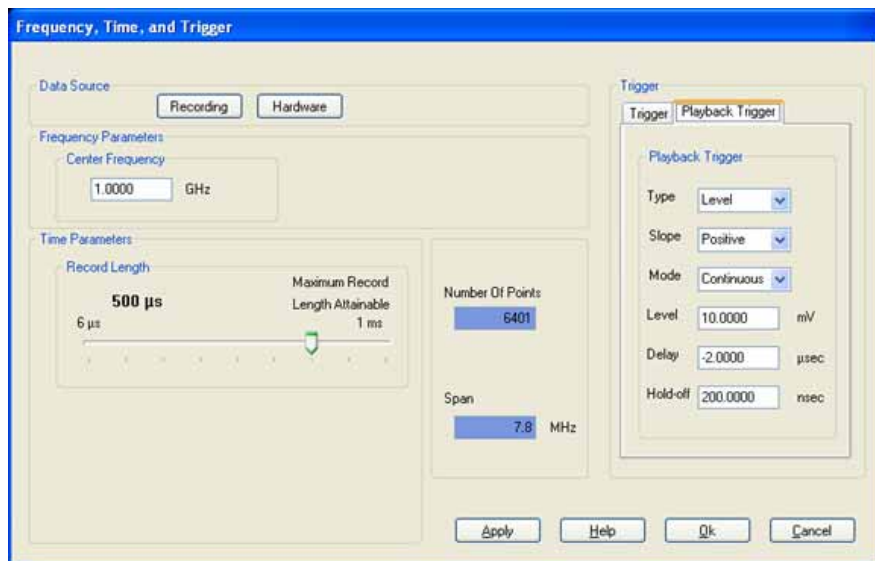 Frequency, Time, and Trigger
Data Source
Recording
Hardware
Frequency Parameters
Center Frequency
1.0000 GHz
Time Parameters
Record Length
500 µs
Maximum Record
Length Attainable
6 µs
1 ms
Number Of Points
6401
Span
7.8 MHz
Trigger
Trigger
Playback Trigger
Playback Trigger
Type Level
Slope Positive
Mode Continuous
Level 10.0000 mV
Delay -2.0000 µsec
Hold-off 200.0000 nsec
Apply
Help
Ok
Cancel